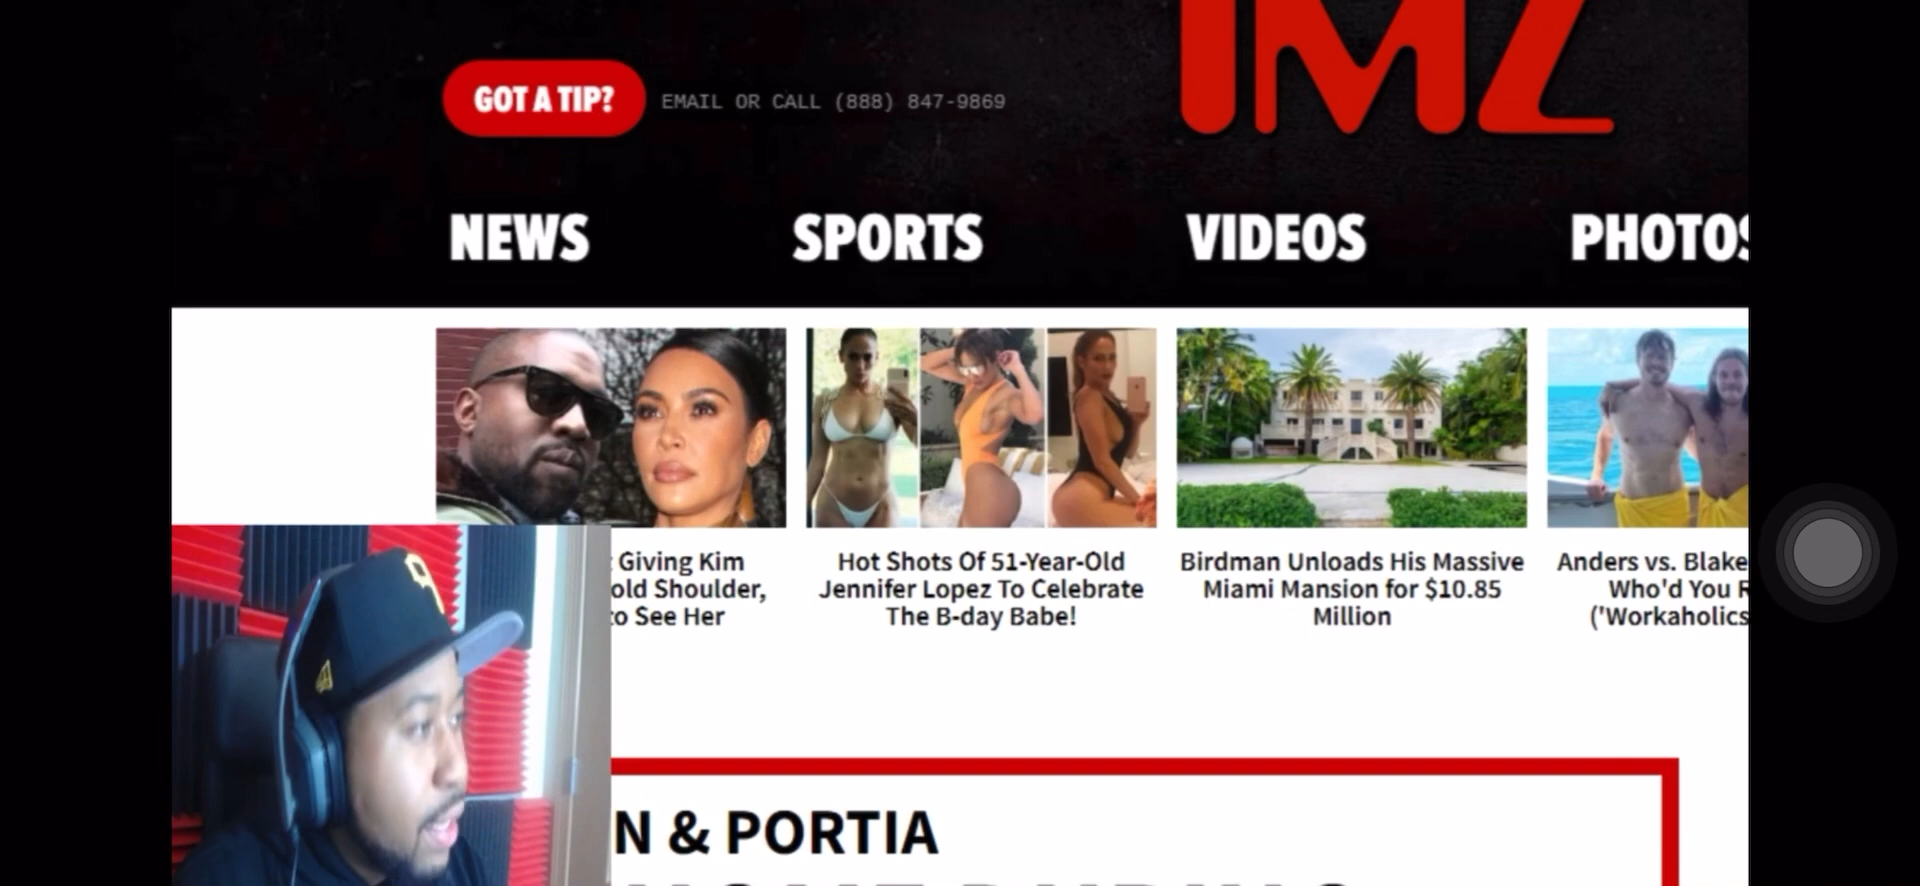 TMZ
GOT A TIP? EMAIL OR CALL (888) 847-9869
NEWS SPORTS VIDEOS PHOTOS
Giving Kim
old Shoulder,
to See Her
Hot Shots Of 51-Year-Old
Jennifer Lopez To Celebrate
The B-day Babe!
Birdman Unloads His Massive
Miami Mansion for $10.85
Million
Anders vs. Blake
Who'd You R
('Workaholics
N & PORTIA